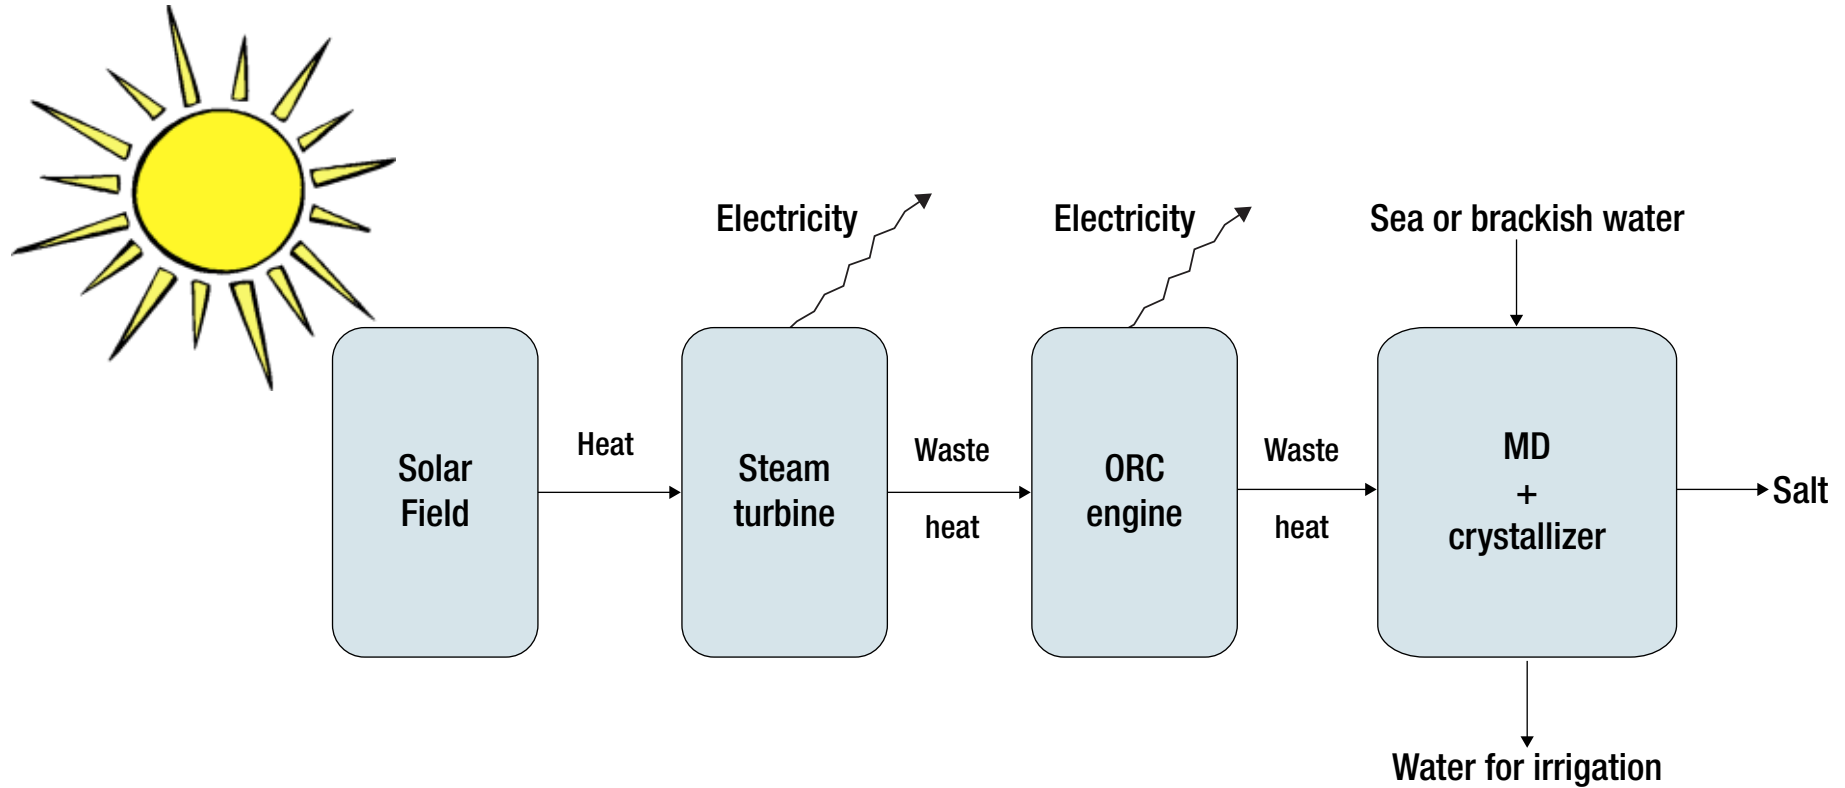 Electricity
Electricity
Sea or brackish water
Solar
Field
Heat
Steam
turbine
Waste
heat
ORC
engine
Waste
heat
MD
+
crystallizer
Salt
Water for irrigation